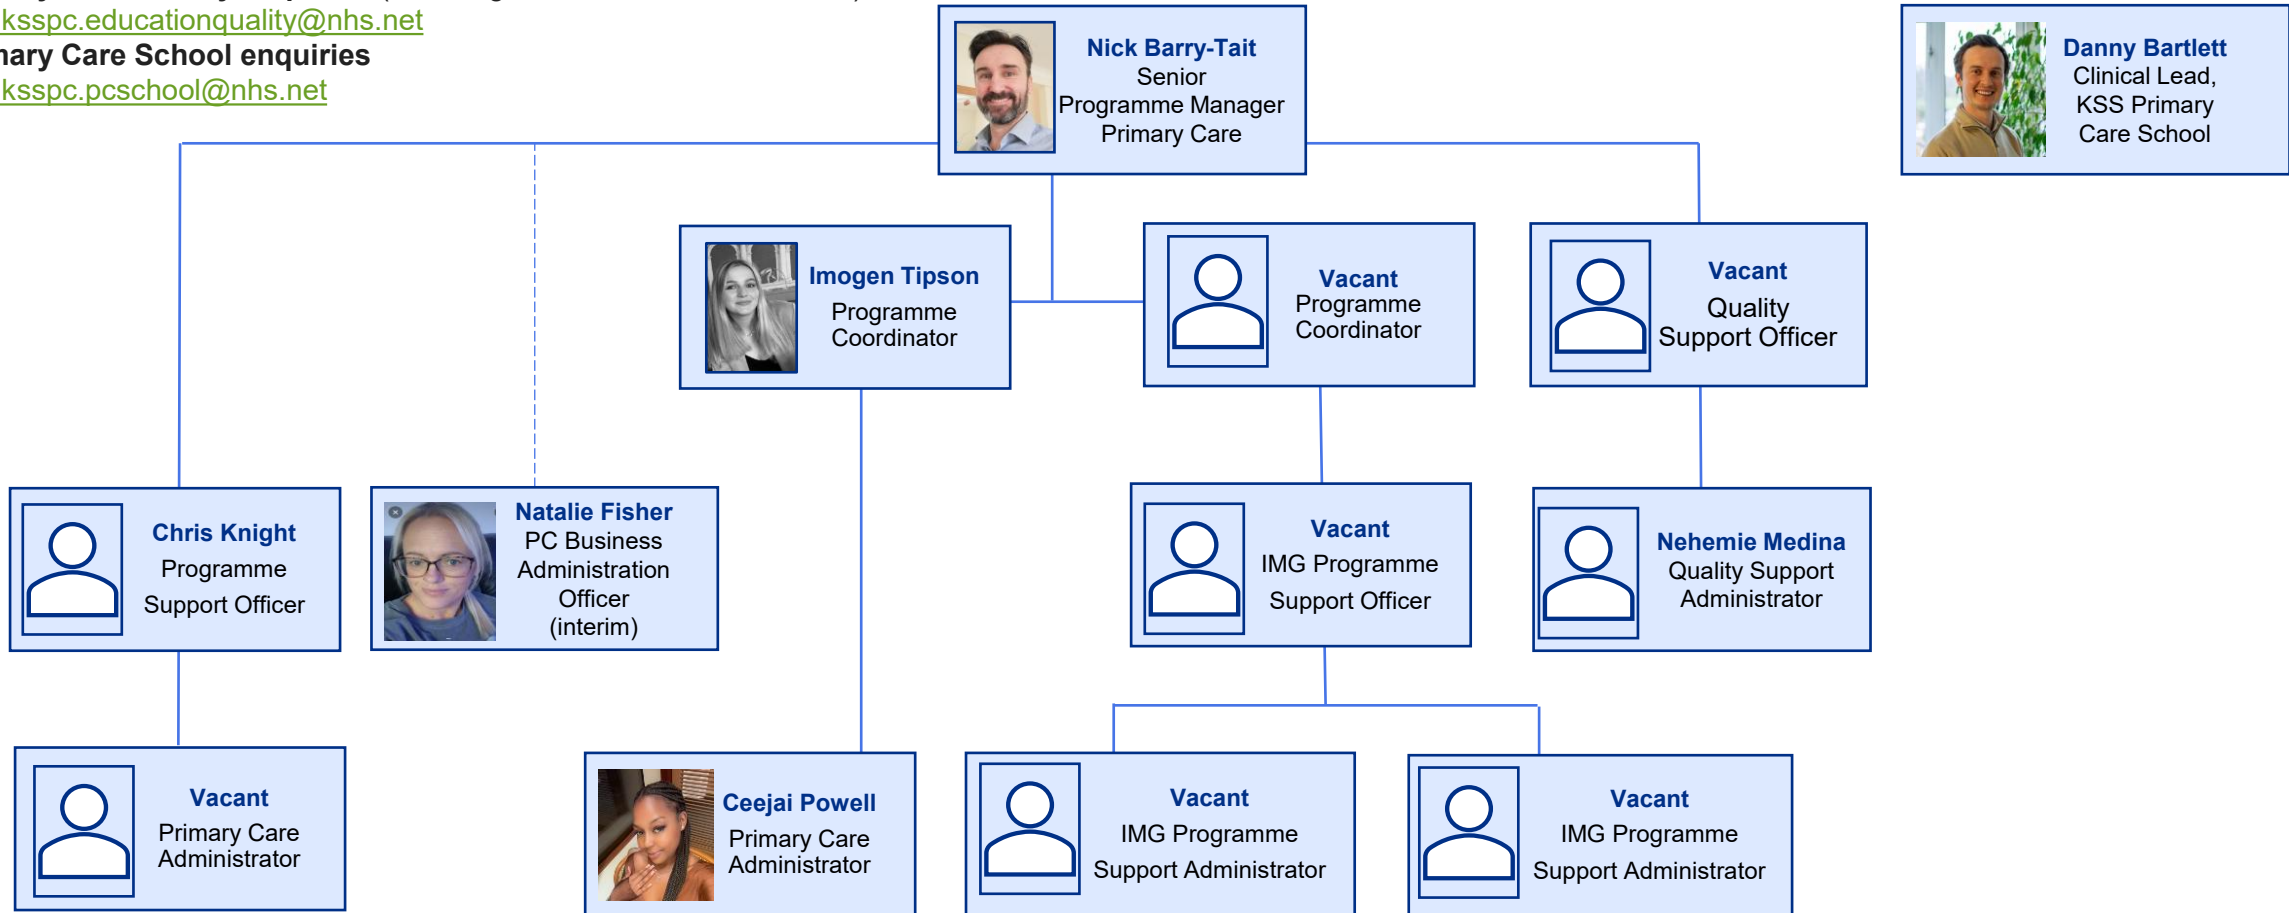 ksspc.educationquality@nhs.net
Primary Care School enquiries
ksspc.pcschool@nhs.net
Nick Barry-Tait
Senior
Programme Manager
Primary Care
Danny Bartlett
Clinical Lead,
KSS Primary
Care School
Imogen Tipson
Programme
Coordinator
Vacant
Programme
Coordinator
Vacant
Quality
Support Officer
Chris Knight
Programme
Support Officer
Natalie Fisher
PC Business
Administration
Officer
(interim)
Vacant
IMG Programme
Support Officer
Nehemie Medina
Quality Support
Administrator
Vacant
Primary Care
Administrator
Ceejai Powell
Primary Care
Administrator
Vacant
IMG Programme
Support Administrator
Vacant
IMG Programme
Support Administrator